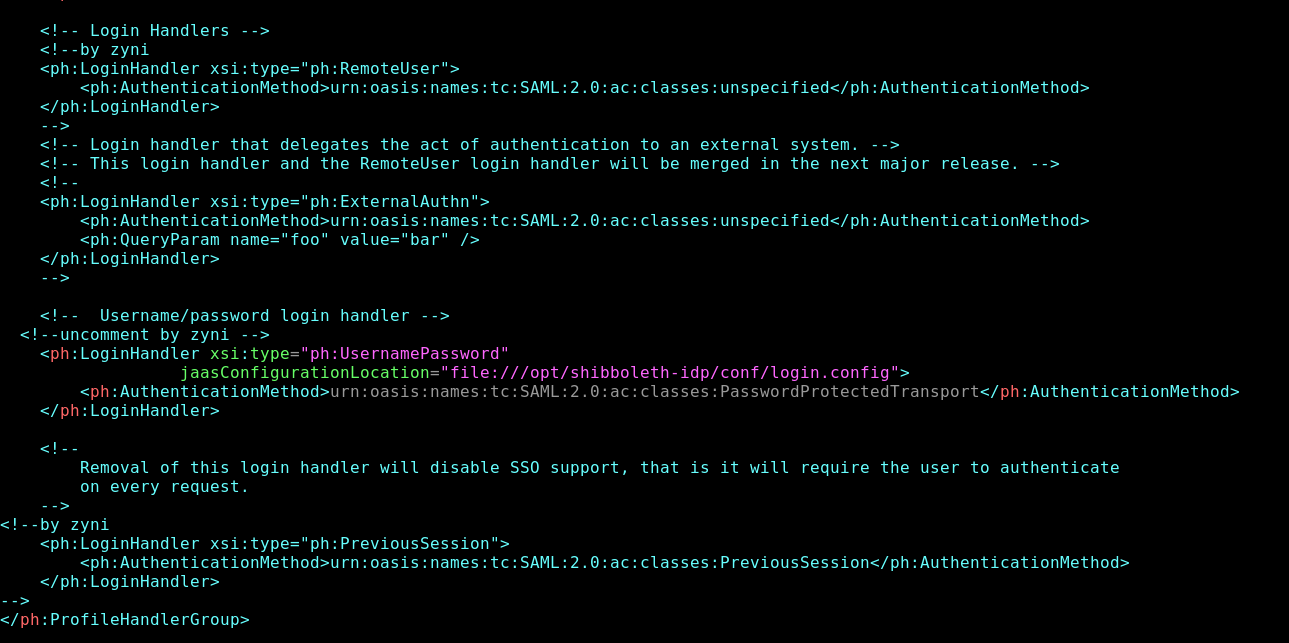 <!-- Login Handlers -->
    <!--by zyni
    <ph:LoginHandler xsi:type="ph:RemoteUser">
        <ph:AuthenticationMethod>urn:oasis:names:tc:SAML:2.0:ac:classes:unspecified</ph:AuthenticationMethod>
    </ph:LoginHandler>
    -->
    <!-- Login handler that delegates the act of authentication to an external system. -->
    <!-- This login handler and the RemoteUser login handler will be merged in the next major release. -->
    <!--
    <ph:LoginHandler xsi:type="ph:ExternalAuthn">
        <ph:AuthenticationMethod>urn:oasis:names:tc:SAML:2.0:ac:classes:unspecified</ph:AuthenticationMethod>
        <ph:QueryParam name="foo" value="bar" />
    </ph:LoginHandler>
    -->

    <!--  Username/password login handler -->
  <!--uncomment by zyni -->
    <ph:LoginHandler xsi:type="ph:UsernamePassword"
                  jaasConfigurationLocation="file:///opt/shibboleth-idp/conf/login.config">
        <ph:AuthenticationMethod>urn:oasis:names:tc:SAML:2.0:ac:classes:PasswordProtectedTransport</ph:AuthenticationMethod>
    </ph:LoginHandler>

    <!--
        Removal of this login handler will disable SSO support, that is it will require the user to authenticate
        on every request.
    -->
<!--by zyni
    <ph:LoginHandler xsi:type="ph:PreviousSession">
        <ph:AuthenticationMethod>urn:oasis:names:tc:SAML:2.0:ac:classes:PreviousSession</ph:AuthenticationMethod>
    </ph:LoginHandler>
-->
</ph:ProfileHandlerGroup>